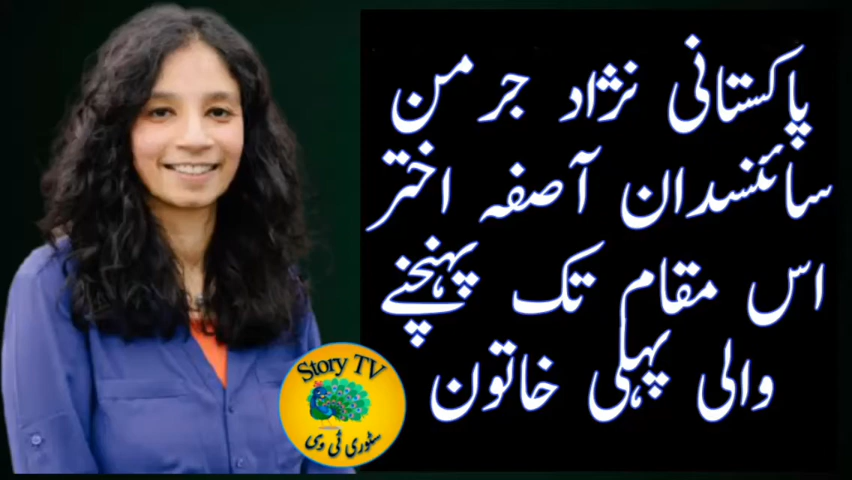 پاکستانی نژاد جرمن
سائنسدان آصفہ اختر
اس مقام تک پہنچنے
والی پہلی خاتون
Story TV
سٹوری ٹی وی